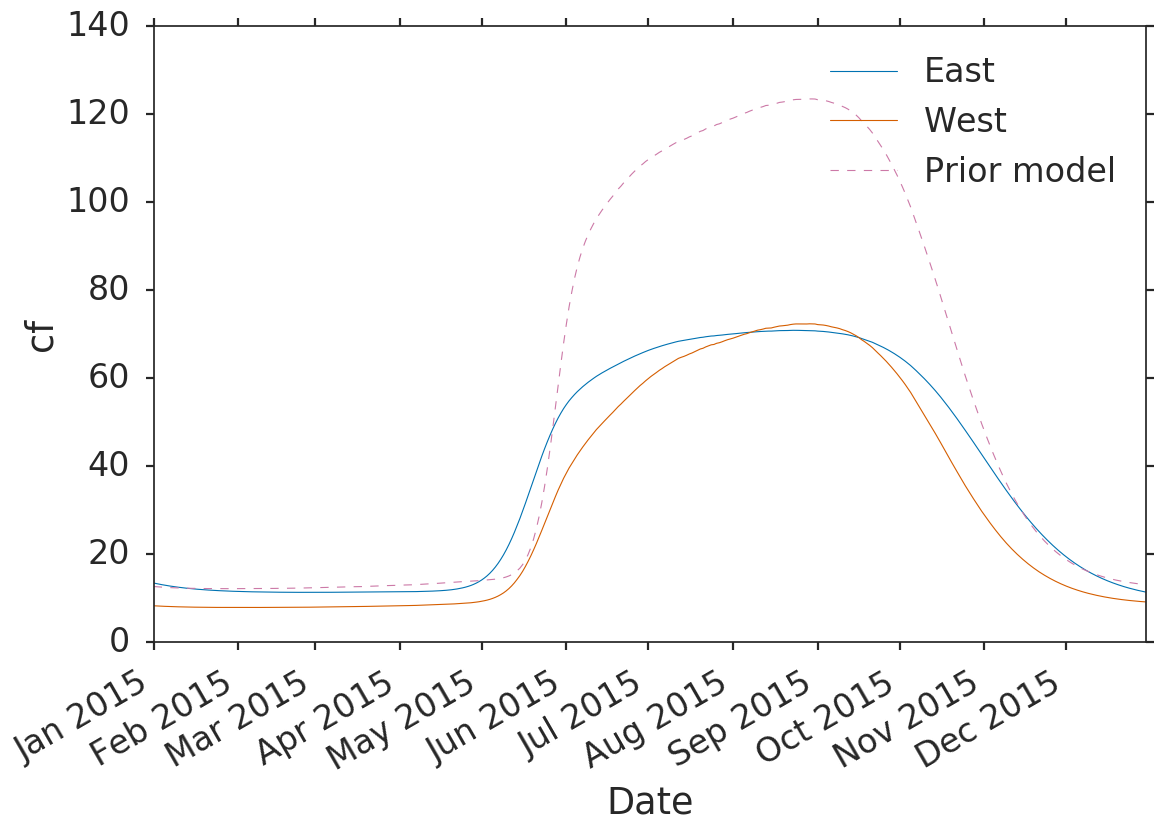 140
120
100
80
60
40
20
0
cf
East
West
Prior model
Jan 2015
Feb 2015
Mar 2015
Apr 2015
May 2015
Jun 2015
Jul 2015
Aug 2015
Sep 2015
Oct 2015
Nov 2015
Dec 2015
Date